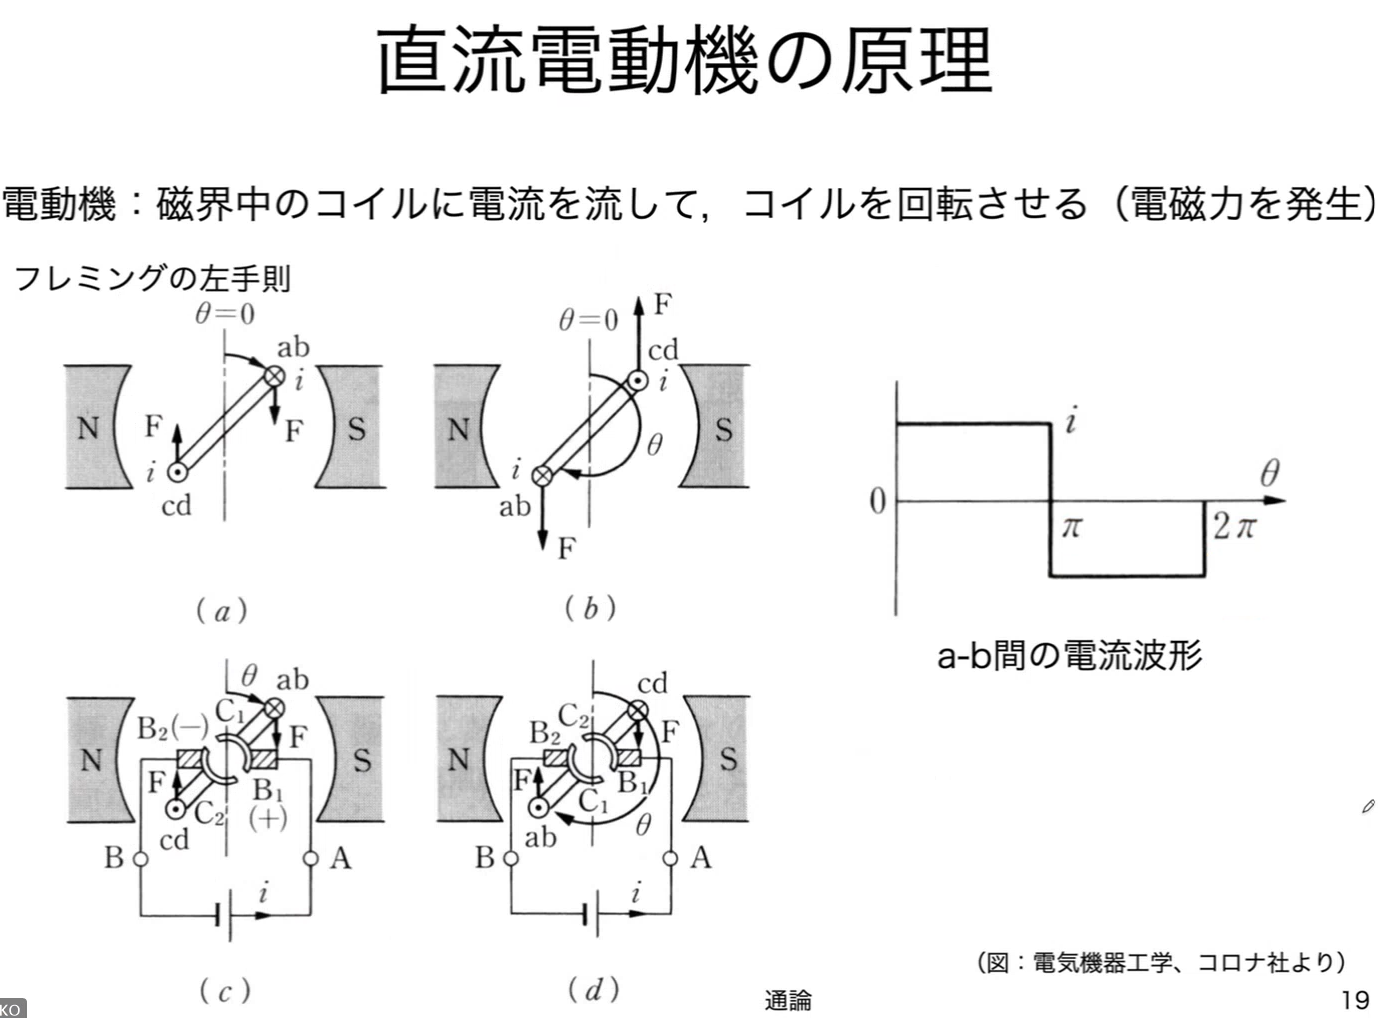 直流電動機の原理
電動機：磁界中のコイルに電流を流して，コイルを回転させる（電磁力を発生）
フレミングの左手則
θ=0
ab
i
N
F
F
S
i
cd
(a)
F
θ=0
cd
i
N
S
θ
i
ab
F
(b)
i
θ
0
π
2π
a-b間の電流波形
θ
ab
C₁
B₂(−)
F
N
S
F
B₁
(+)
C₂
cd
B
A
i
(c)
cd
C₂
B₂
F
N
S
F
B₁
C₁
ab
θ
B
A
i
(d)
（図：電気機器工学、コロナ社より）
通論
19
KO